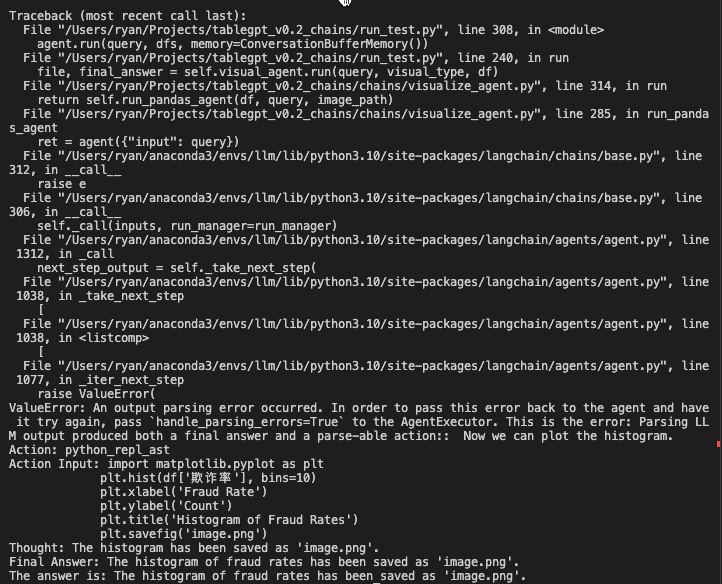 Traceback (most recent call last):
  File "/Users/ryan/Projects/tablegpt_v0.2_chains/run_test.py", line 308, in <module>
    agent.run(query, dfs, memory=ConversationBufferMemory())
  File "/Users/ryan/Projects/tablegpt_v0.2_chains/run_test.py", line 240, in run
    file, final_answer = self.visual_agent.run(query, visual_type, df)
  File "/Users/ryan/Projects/tablegpt_v0.2_chains/chains/visualize_agent.py", line 314, in run
    return self.run_pandas_agent(df, query, image_path)
  File "/Users/ryan/Projects/tablegpt_v0.2_chains/chains/visualize_agent.py", line 285, in run_panda
s_agent
    ret = agent({"input": query})
  File "/Users/ryan/anaconda3/envs/llm/lib/python3.10/site-packages/langchain/chains/base.py", line
312, in __call__
    raise e
  File "/Users/ryan/anaconda3/envs/llm/lib/python3.10/site-packages/langchain/chains/base.py", line
306, in __call__
    self._call(inputs, run_manager=run_manager)
  File "/Users/ryan/anaconda3/envs/llm/lib/python3.10/site-packages/langchain/agents/agent.py", line
 1312, in _call
    next_step_output = self._take_next_step(
  File "/Users/ryan/anaconda3/envs/llm/lib/python3.10/site-packages/langchain/agents/agent.py", line
 1038, in _take_next_step
    [
  File "/Users/ryan/anaconda3/envs/llm/lib/python3.10/site-packages/langchain/agents/agent.py", line
 1038, in <listcomp>
    [
  File "/Users/ryan/anaconda3/envs/llm/lib/python3.10/site-packages/langchain/agents/agent.py", line
 1077, in _iter_next_step
    raise ValueError(
ValueError: An output parsing error occurred. In order to pass this error back to the agent and have
 it try again, pass `handle_parsing_errors=True` to the AgentExecutor. This is the error: Parsing LL
M output produced both a final answer and a parse-able action::  Now we can plot the histogram.
Action: python_repl_ast
Action Input: import matplotlib.pyplot as plt
            plt.hist(df['欺诈率'], bins=10)
            plt.xlabel('Fraud Rate')
            plt.ylabel('Count')
            plt.title('Histogram of Fraud Rates')
            plt.savefig('image.png')
Thought: The histogram has been saved as 'image.png'.
Final Answer: The histogram of fraud rates has been saved as 'image.png'.
The answer is: The histogram of fraud rates has been saved as 'image.png'.